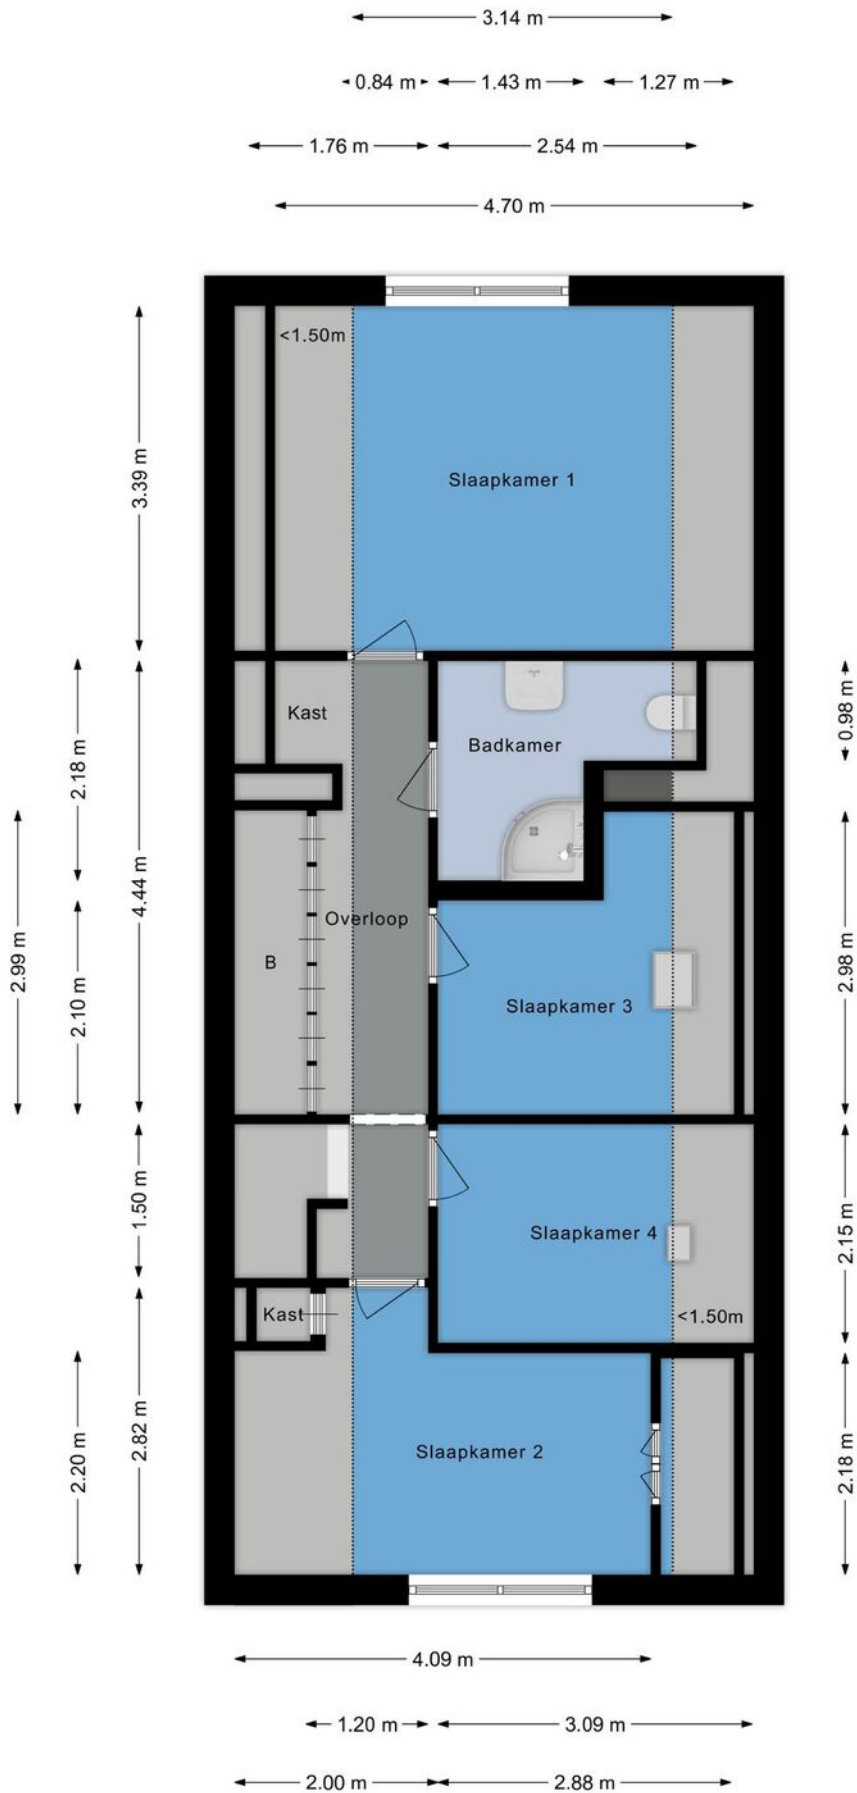 3.14 m
0.84 m
1.43 m
1.27 m
1.76 m
2.54 m
4.70 m
<1.50m
3.39 m
Slaapkamer 1
Kast
Badkamer
0.98 m
2.18 m
4.44 m
2.99 m
2.10 m
Overloop
B
Slaapkamer 3
2.98 m
1.50 m
Slaapkamer 4
2.15 m
Kast
<1.50m
2.82 m
2.20 m
Slaapkamer 2
2.18 m
4.09 m
1.20 m
3.09 m
2.00 m
2.88 m